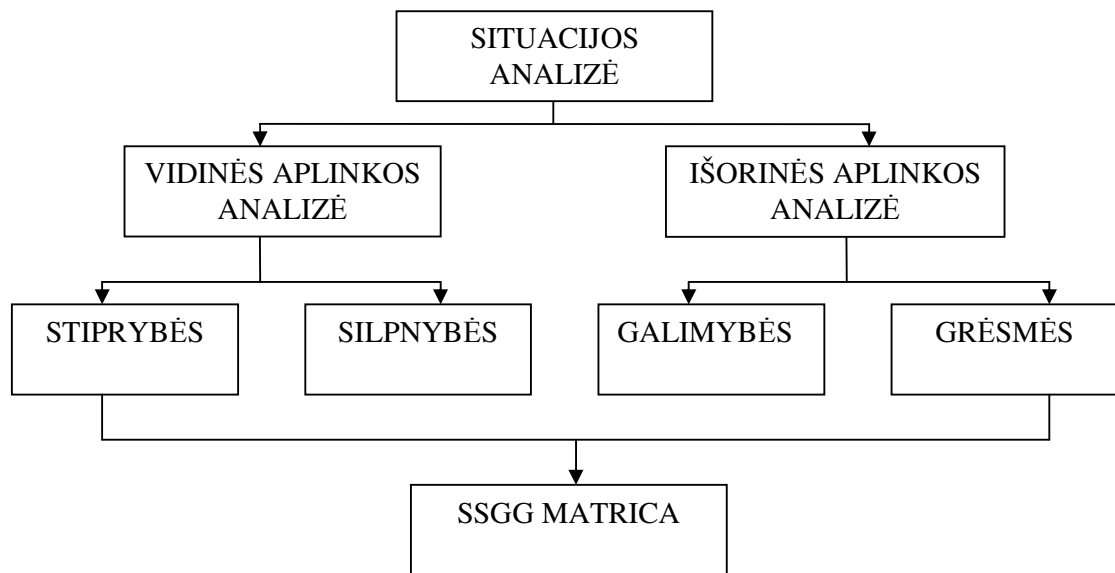 SITUACIJOS
ANALIZĖ
VIDINĖS APLINKOS
ANALIZĖ
IŠORINĖS APLINKOS
ANALIZĖ
STIPRYBĖS
SILPNYBĖS
GALIMYBĖS
GRĖSMĖS
SSGG MATRICA